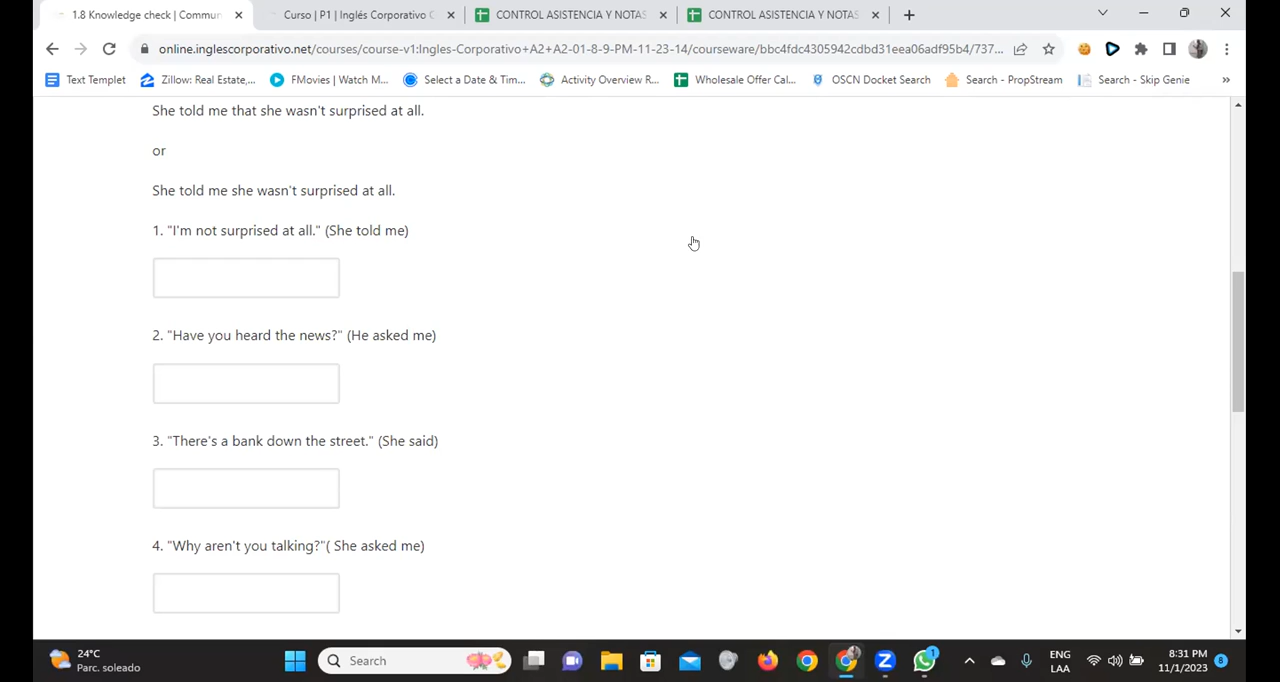 1.8 Knowledge check | Commun
Curso | P1 | Inglés Corporativo C
CONTROL ASISTENCIA Y NOTAS
CONTROL ASISTENCIA Y NOTAS
online.inglescorporativo.net/courses/course-v1:Ingles-Corporativo+A2+A2-01-8-9-PM-11-23-14/courseware/bbc4fdc4305942cdbd31eea06adf95b4/737...
Text Templet
Zillow: Real Estate,...
FMovies | Watch M...
Select a Date & Tim...
Activity Overview R...
Wholesale Offer Cal...
OSCN Docket Search
Search - PropStream
Search - Skip Genie
She told me that she wasn't surprised at all.
or
She told me she wasn't surprised at all.
1. "I'm not surprised at all." (She told me)
2. "Have you heard the news?" (He asked me)
3. "There's a bank down the street." (She said)
4. "Why aren't you talking?"( She asked me)
24°C
Parc. soleado
Search
1
ENG
LAA
8:31 PM
11/1/2023
8